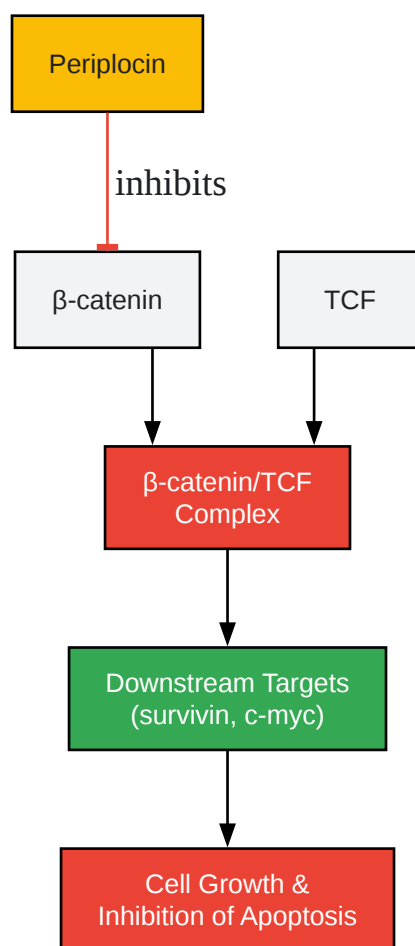 Periplocin
inhibits
β-catenin
TCF
β-catenin/TCF
Complex
Downstream Targets
(survivin, c-myc)
Cell Growth &
Inhibition of Apoptosis